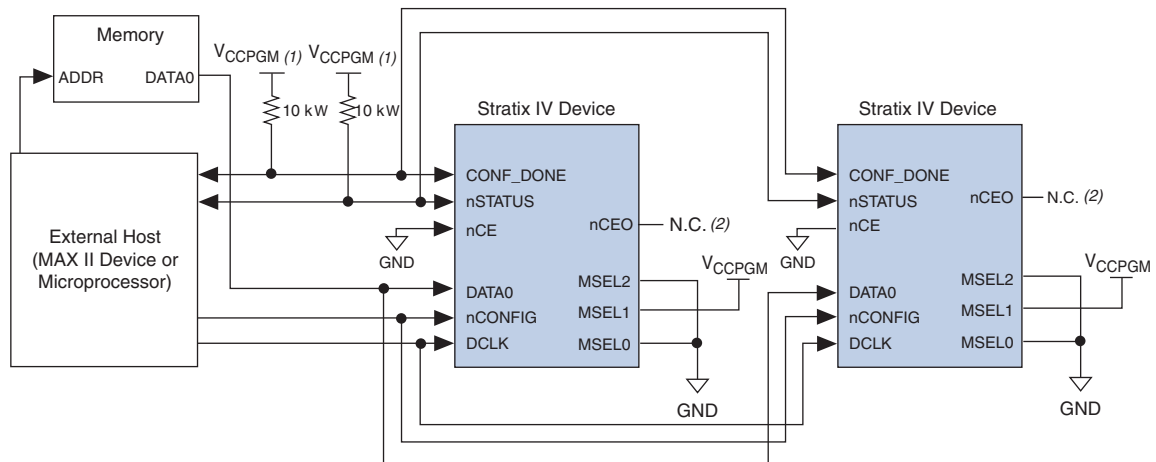 Memory
ADDR DATA0
VCCPGM (1) VCCPGM (1)
10 kW 10 kW
External Host
(MAX II Device or
Microprocessor)
Stratix IV Device
CONF_DONE
nSTATUS
nCE
GND
DATA0
nCONFIG
DCLK
nCEO N.C. (2)
MSEL2
MSEL1
MSEL0
VCCPGM
GND
Stratix IV Device
CONF_DONE
nSTATUS
nCE
GND
DATA0
nCONFIG
DCLK
nCEO N.C. (2)
MSEL2
MSEL1
MSEL0
VCCPGM
GND